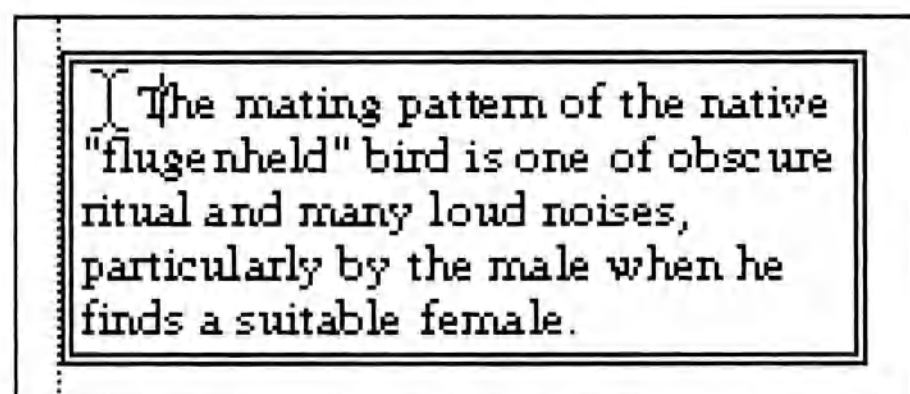 The mating pattern of the native
"flugenheld" bird is one of obscure
ritual and many loud noises,
particularly by the male when he
finds a suitable female.